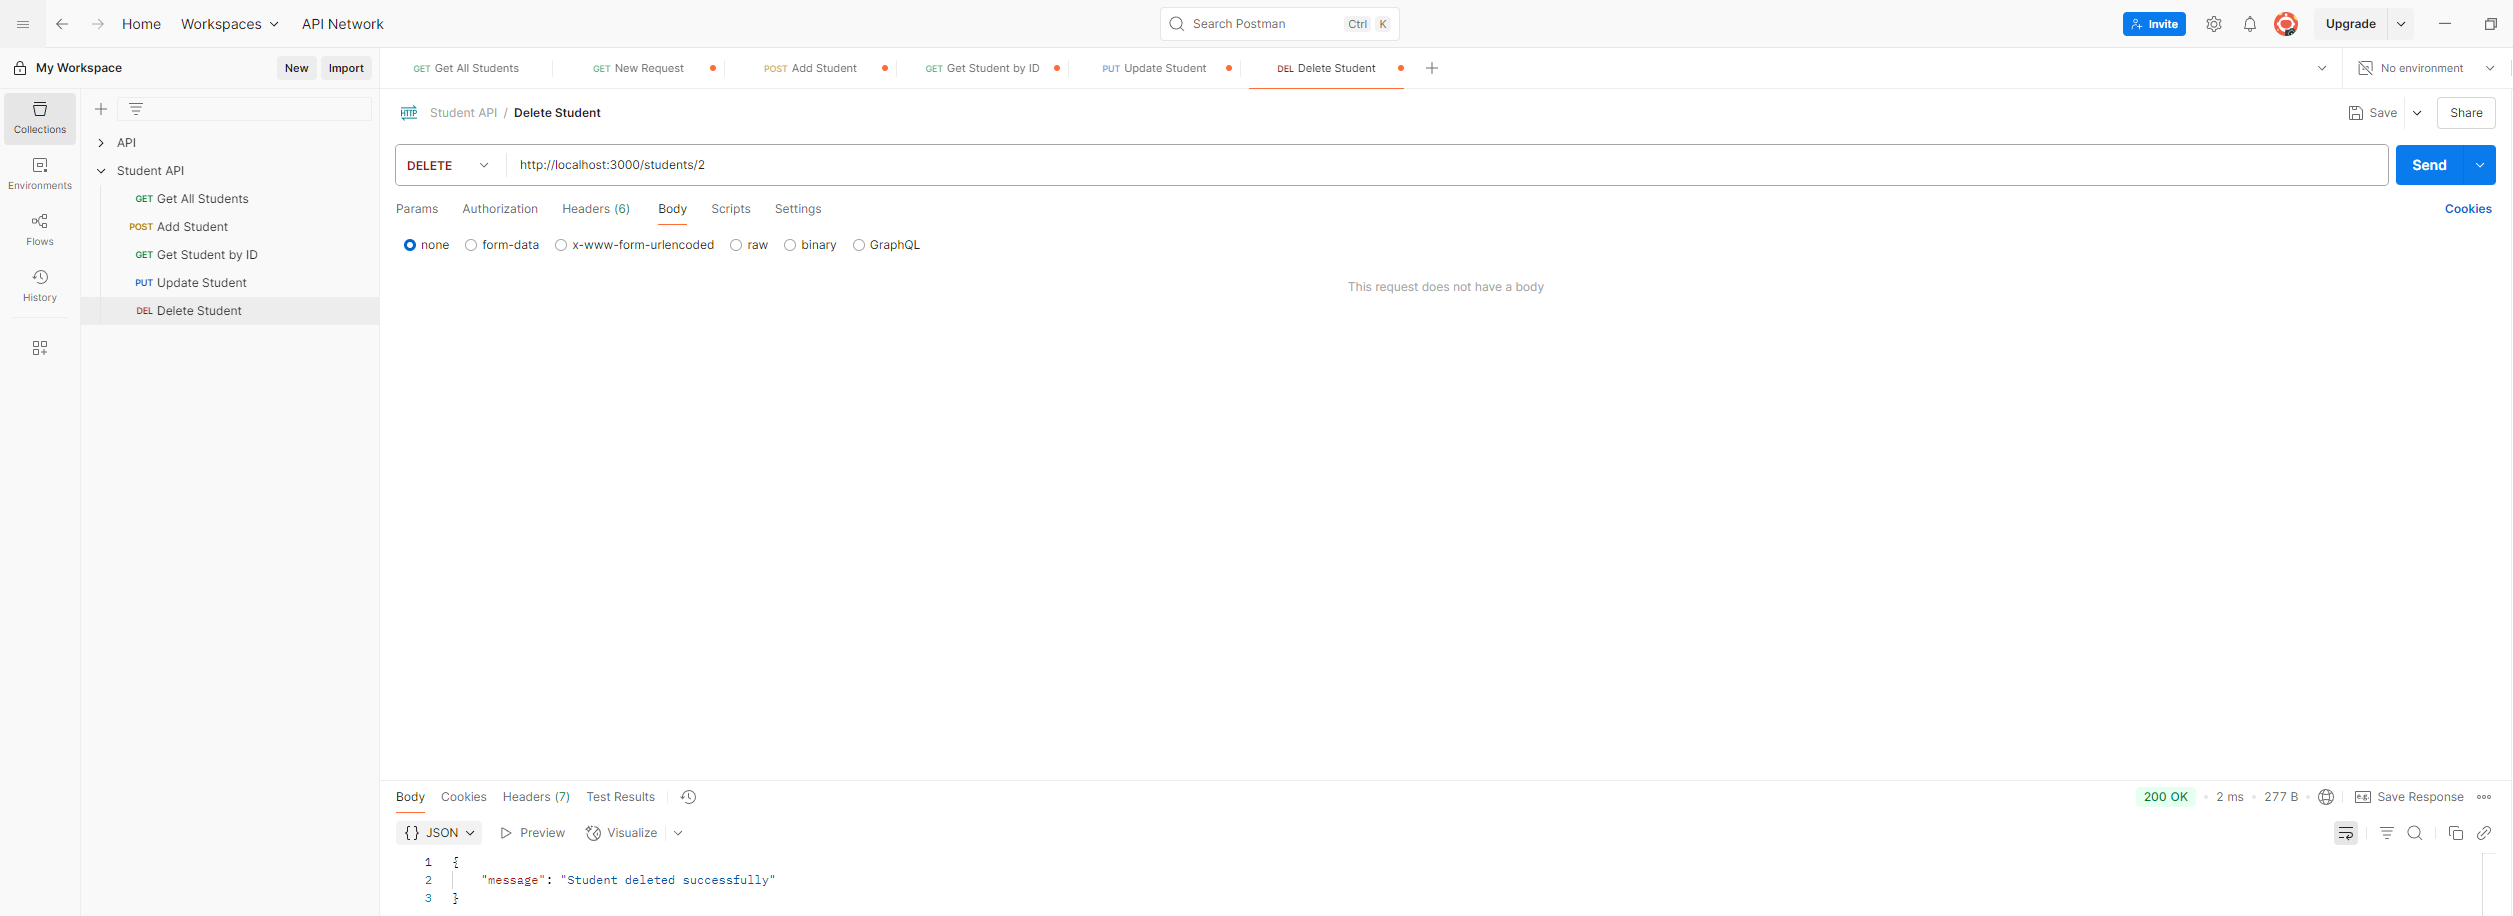 Home Workspaces API Network Search Postman Ctrl K Invite Upgrade
My Workspace New Import GET Get All Students GET New Request POST Add Student GET Get Student by ID PUT Update Student DEL Delete Student No environment
Collections
Environments
Flows
History
API
Student API
GET Get All Students
POST Add Student
GET Get Student by ID
PUT Update Student
DEL Delete Student
HTTP Student API / Delete Student Save Share
DELETE http://localhost:3000/students/2 Send
Params Authorization Headers (6) Body Scripts Settings Cookies
none form-data x-www-form-urlencoded raw binary GraphQL
This request does not have a body
Body Cookies Headers (7) Test Results 200 OK • 2 ms • 277 B • e.g. Save Response
{} JSON Preview Visualize
1 {
2 "message": "Student deleted successfully"
3 }